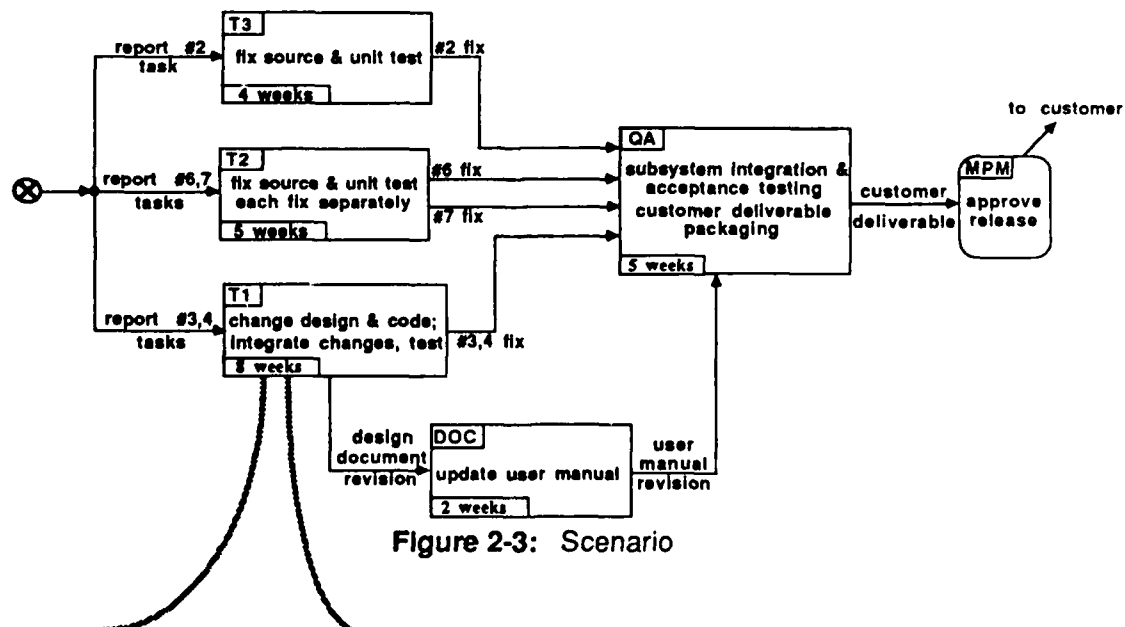 T3
report #2
task
fix source & unit test
#2 fix
4 weeks
to customer
T2
report #6,7
tasks
fix source & unit test
each fix separately
#6 fix
#7 fix
5 weeks
QA
subsystem integration &
acceptance testing
customer deliverable
packaging
5 weeks
customer
deliverable
MPM
approve
release
T1
report #3,4
tasks
change design & code;
integrate changes, test
#3,4 fix
8 weeks
design
document
revision
DOC
update user manual
2 weeks
user
manual
revision
Figure 2-3: Scenario